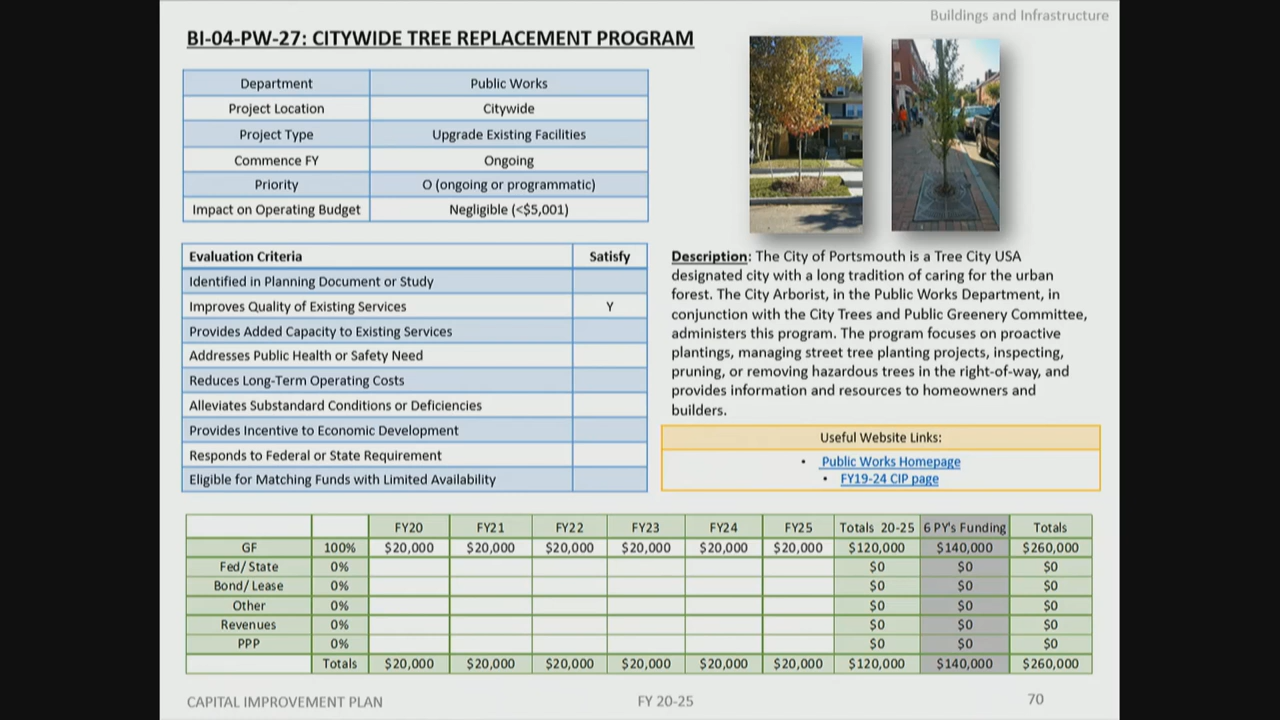 Buildings and Infrastructure
BI-04-PW-27: CITYWIDE TREE REPLACEMENT PROGRAM
Department Public Works
Project Location Citywide
Project Type Upgrade Existing Facilities
Commence FY Ongoing
Priority O (ongoing or programmatic)
Impact on Operating Budget Negligible (<$5,001)
Evaluation Criteria Satisfy
Identified in Planning Document or Study
Improves Quality of Existing Services Y
Provides Added Capacity to Existing Services
Addresses Public Health or Safety Need
Reduces Long-Term Operating Costs
Alleviates Substandard Conditions or Deficiencies
Provides Incentive to Economic Development
Responds to Federal or State Requirement
Eligible for Matching Funds with Limited Availability
Description: The City of Portsmouth is a Tree City USA
designated city with a long tradition of caring for the urban
forest. The City Arborist, in the Public Works Department, in
conjunction with the City Trees and Public Greenery Committee,
administers this program. The program focuses on proactive
plantings, managing street tree planting projects, inspecting,
pruning, or removing hazardous trees in the right-of-way, and
provides information and resources to homeowners and
builders.
Useful Website Links:
• Public Works Homepage
• FY19-24 CIP page
FY20 FY21 FY22 FY23 FY24 FY25 Totals 20-25 6 PY's Funding Totals
GF 100% $20,000 $20,000 $20,000 $20,000 $20,000 $20,000 $120,000 $140,000 $260,000
Fed/ State 0% $0 $0 $0
Bond/ Lease 0% $0 $0 $0
Other 0% $0 $0 $0
Revenues 0% $0 $0 $0
PPP 0% $0 $0 $0
Totals $20,000 $20,000 $20,000 $20,000 $20,000 $20,000 $120,000 $140,000 $260,000
CAPITAL IMPROVEMENT PLAN FY 20-25 70